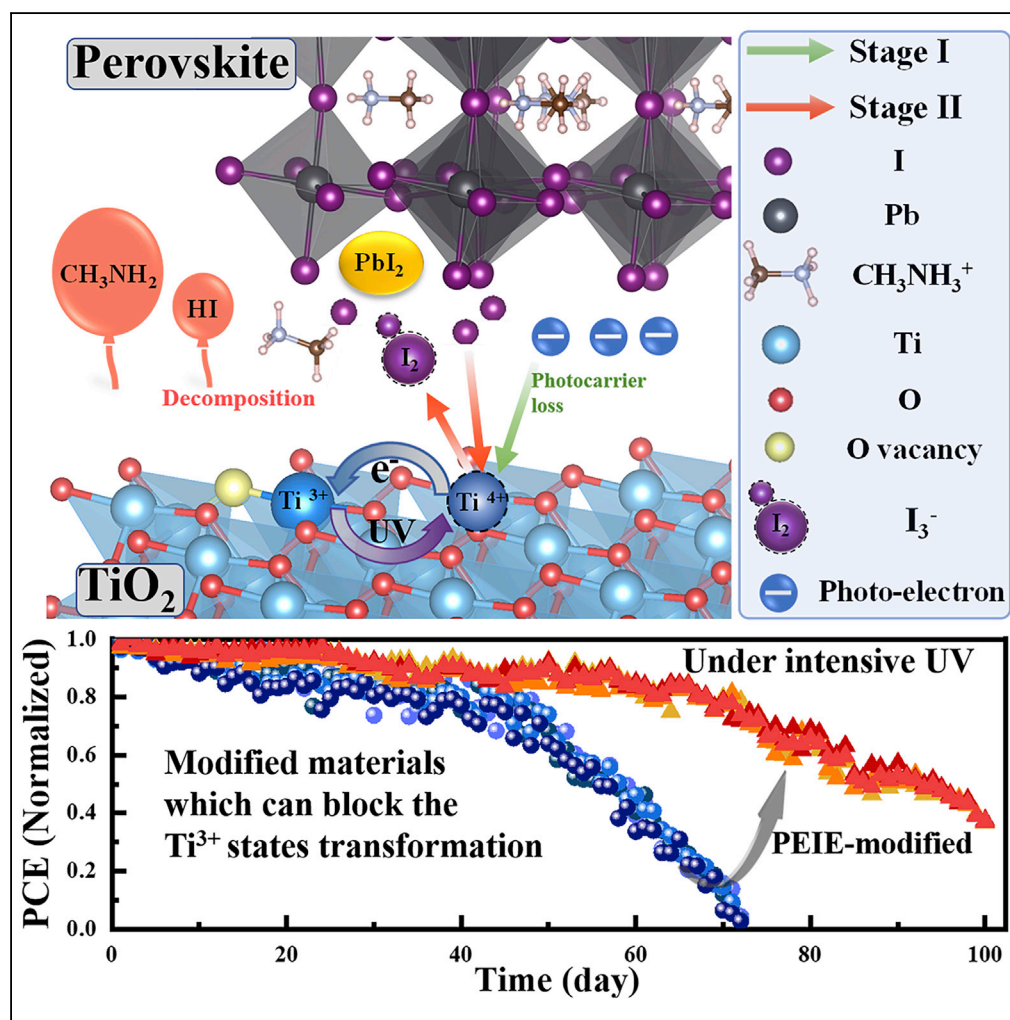 Perovskite
CH₃NH₂
HI
PbI₂
I₂
Decomposition
Photocarrier
loss
e⁻
Ti ³⁺
Ti ⁴⁺
UV
TiO₂
Stage I
Stage II
I
Pb
CH₃NH₃⁺
Ti
O
O vacancy
I₂
I₃⁻
Photo-electron
PCE (Normalized)
1.0
0.8
0.6
0.4
0.2
0.0
Under intensive UV
Modified materials
which can block the
Ti³⁺ states transformation
PEIE-modified
0
20
40
60
80
100
Time (day)